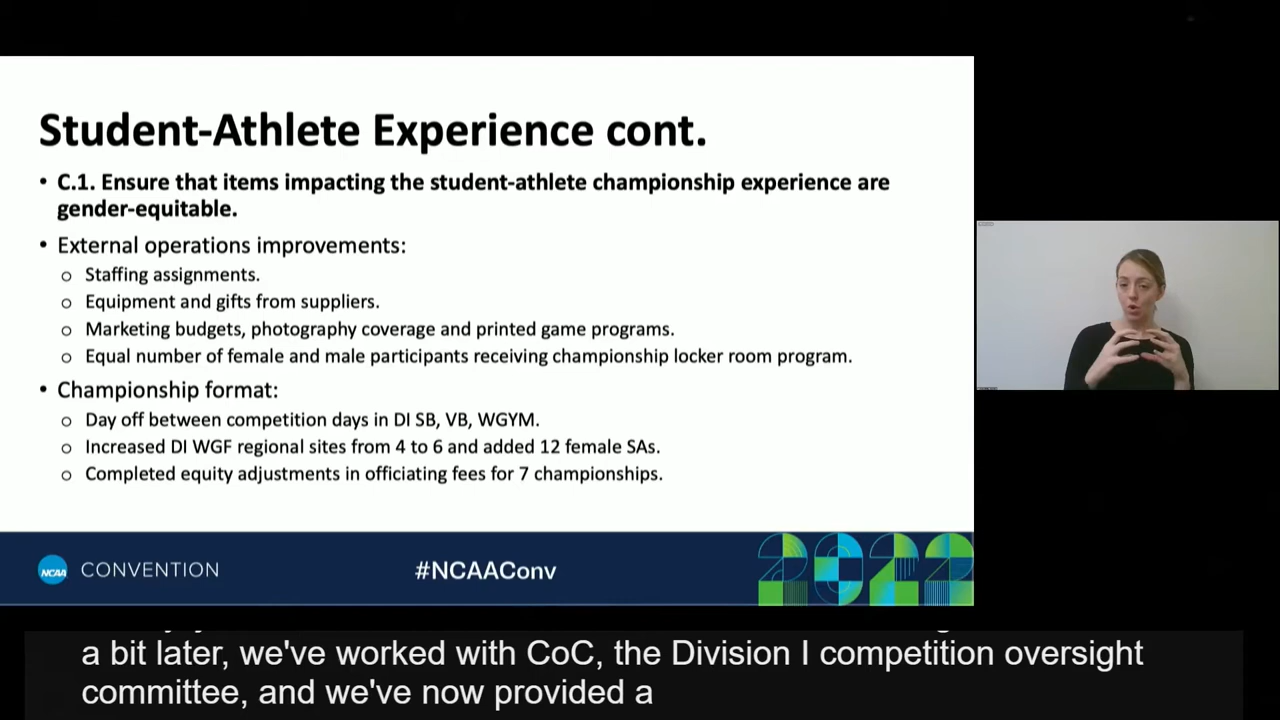 Student-Athlete Experience cont.
• C.1. Ensure that items impacting the student-athlete championship experience are
gender-equitable.
• External operations improvements:
o Staffing assignments.
o Equipment and gifts from suppliers.
o Marketing budgets, photography coverage and printed game programs.
o Equal number of female and male participants receiving championship locker room program.
• Championship format:
o Day off between competition days in DI SB, VB, WGYM.
o Increased DI WGF regional sites from 4 to 6 and added 12 female SAs.
o Completed equity adjustments in officiating fees for 7 championships.
NCAA CONVENTION
#NCAAConv
2022
a bit later, we've worked with CoC, the Division I competition oversight
committee, and we've now provided a